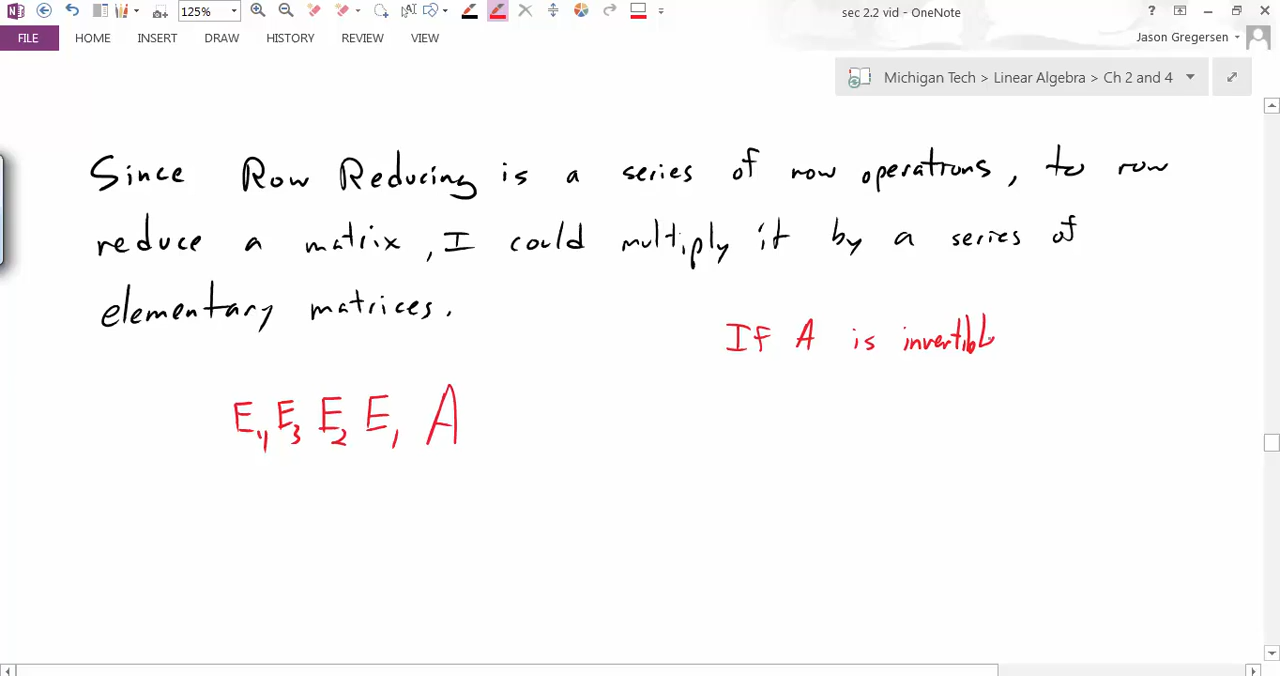 125%
sec 2.2 vid - OneNote
?
FILE HOME INSERT DRAW HISTORY REVIEW VIEW
Jason Gregersen
Michigan Tech > Linear Algebra > Ch 2 and 4
Since Row Reducing is a series of row operations, to row
reduce a matrix, I could multiply it by a series of
elementary matrices.
If A is invertibl
E₄ E₃ E₂ E₁ A